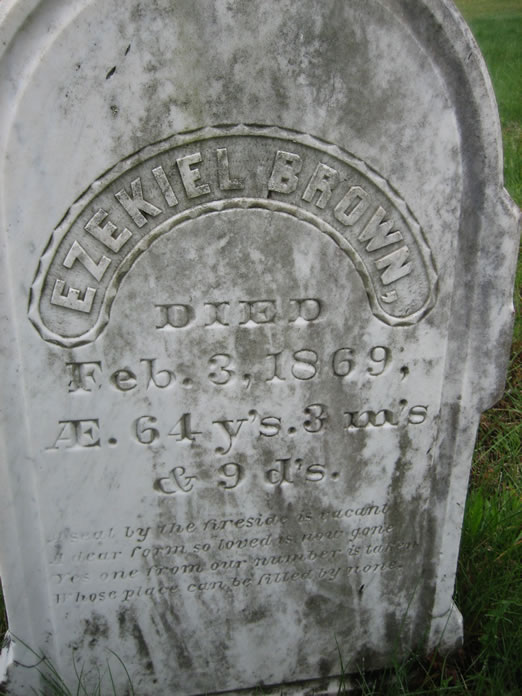 EZEKIEL BROWN,
DIED
Feb. 3, 1869,
Æ. 64 y's. 3 m's
& 9 d's.
A seat by the fireside is vacant
A dear form so loved is now gone
Yes one from our number is taken
Whose place can be filled by none.